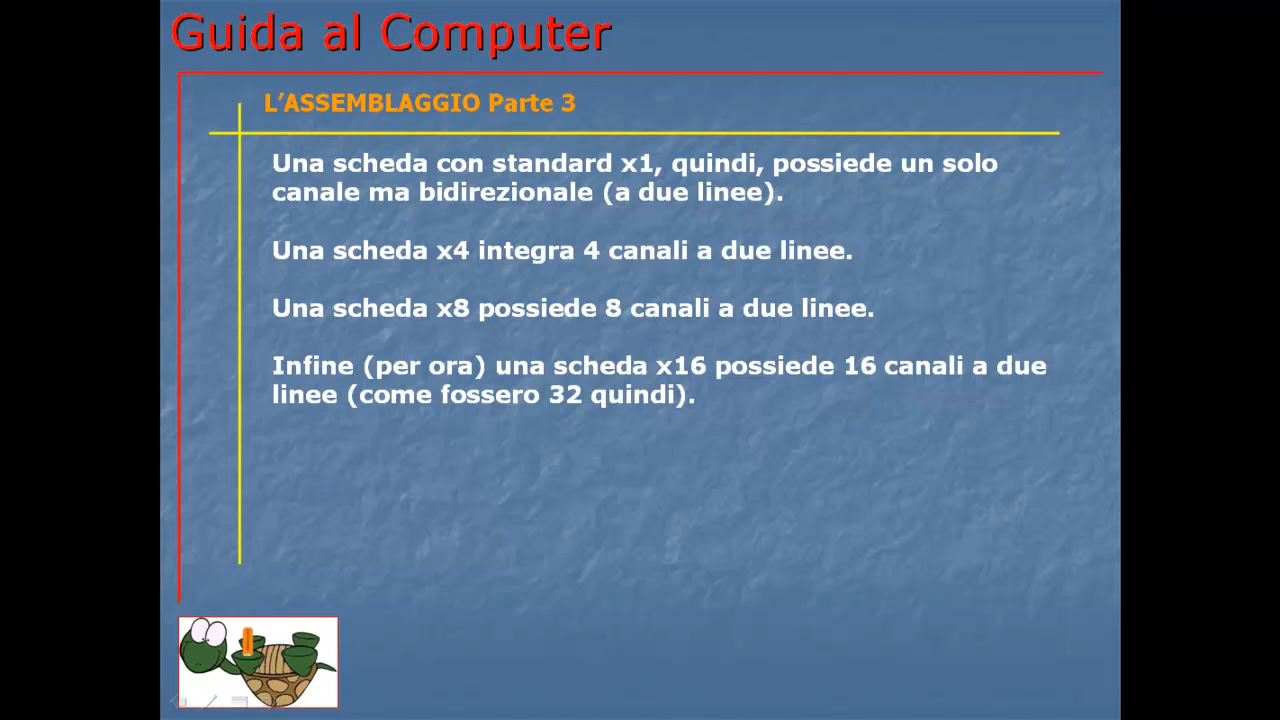 Guida al Computer
L’ASSEMBLAGGIO Parte 3
Una scheda con standard x1, quindi, possiede un solo
canale ma bidirezionale (a due linee).
Una scheda x4 integra 4 canali a due linee.
Una scheda x8 possiede 8 canali a due linee.
Infine (per ora) una scheda x16 possiede 16 canali a due
linee (come fossero 32 quindi).